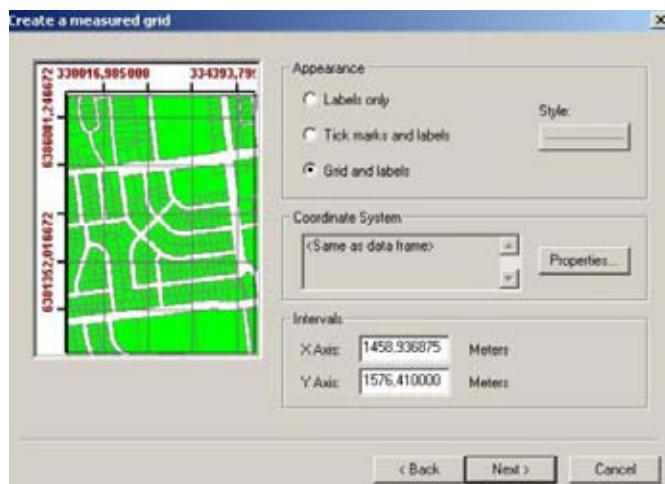 Create a measured grid
330016,985000 334393,79
6386081,246672
6381352,016672
Appearance
Labels only
Tick marks and labels
Grid and labels
Style:
Coordinate System
<Same as data frame>
Properties...
Intervals
X Axis: 1458,936875 Meters
Y Axis: 1576,410000 Meters
< Back Next > Cancel